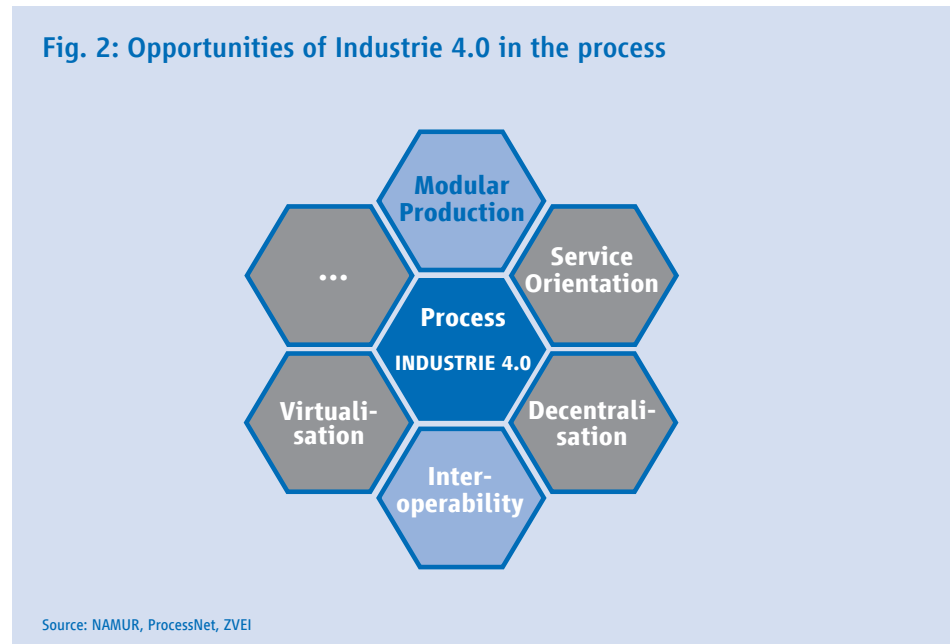 Fig. 2: Opportunities of Industrie 4.0 in the process
Modular
Production
...
Service
Orientation
Process
INDUSTRIE 4.0
Virtuali-
sation
Decentrali-
sation
Inter-
operability
Source: NAMUR, ProcessNet, ZVEI